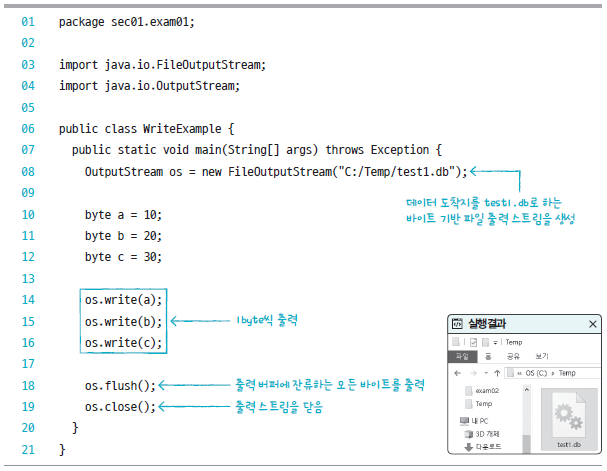 01 package sec01.exam01;
02
03 import java.io.FileOutputStream;
04 import java.io.OutputStream;
05
06 public class WriteExample {
07 public static void main(String[] args) throws Exception {
08 OutputStream os = new FileOutputStream("C:/Temp/test1.db");
09
데이터 도착지를 test1.db로 하는
바이트 기반 파일 출력 스트림을 생성
10 byte a = 10;
11 byte b = 20;
12 byte c = 30;
13
14 os.write(a);
15 os.write(b); 1byte씩 출력
16 os.write(c);
17
18 os.flush(); 출력 버퍼에 잔류하는 모든 바이트를 출력
19 os.close(); 출력 스트림을 닫음
20 }
21 }
실행결과
Temp
파일 홈 공유 보기
« OS (C:) › Temp
exam02
Temp
내 PC
3D 개체
다운로드
test1.db